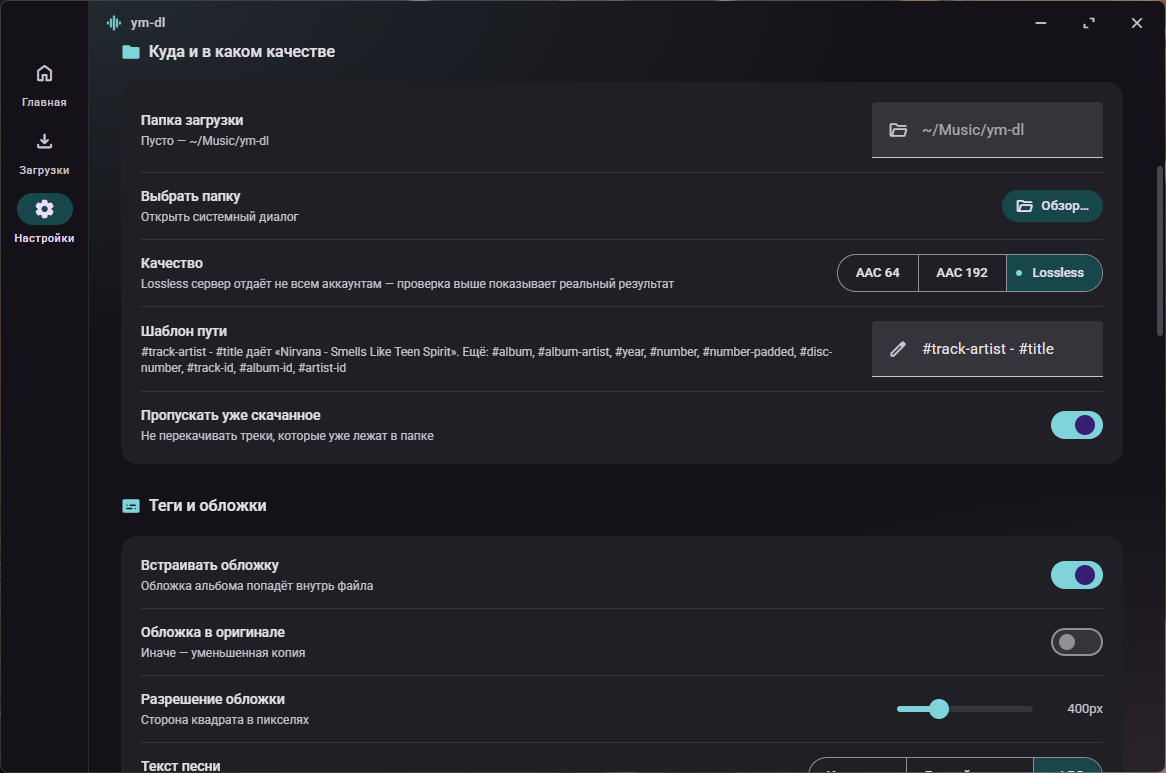 ym-dl
Куда и в каком качестве
Главная
Загрузки
Настройки
Папка загрузки
Пусто — ~/Music/ym-dl
~/Music/ym-dl
Выбрать папку
Открыть системный диалог
Обзор...
Качество
Lossless сервер отдаёт не всем аккаунтам — проверка выше показывает реальный результат
AAC 64
AAC 192
Lossless
Шаблон пути
#track-artist - #title даёт «Nirvana - Smells Like Teen Spirit». Ещё: #album, #album-artist, #year, #number, #number-padded, #disc-
number, #track-id, #album-id, #artist-id
#track-artist - #title
Пропускать уже скачанное
Не перекачивать треки, которые уже лежат в папке
Теги и обложки
Встраивать обложку
Обложка альбома попадёт внутрь файла
Обложка в оригинале
Иначе — уменьшенная копия
Разрешение обложки
Сторона квадрата в пикселях
400px
Текст песни